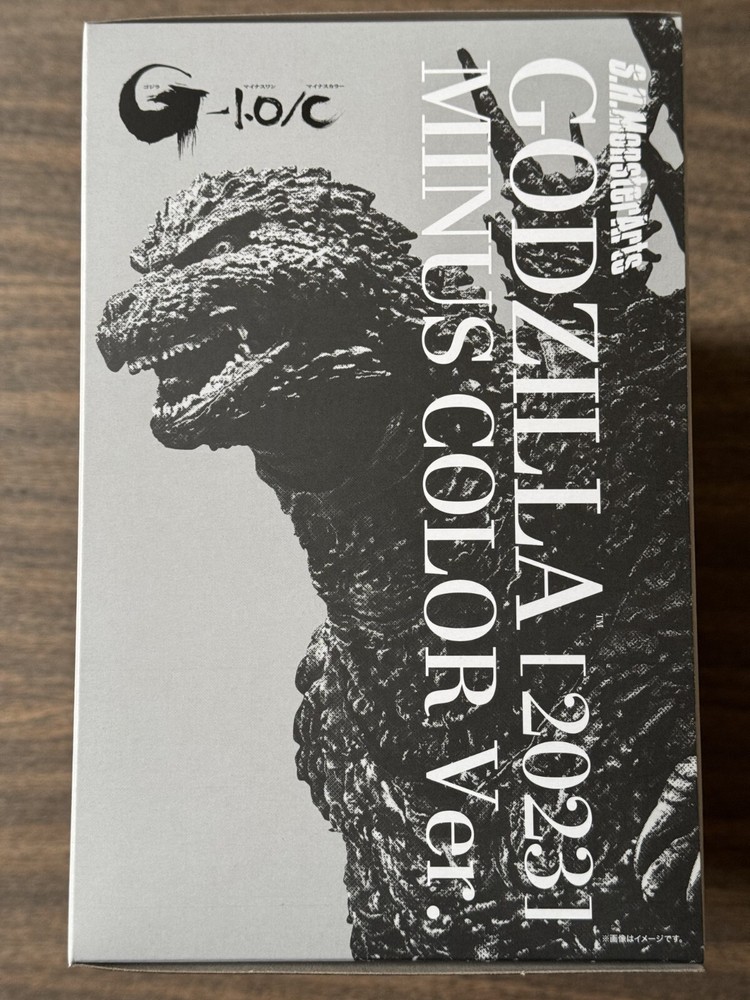 ゴジラ マイナスワン マイナスカラー
G-1.0/C
S.H.MonsterArts
GODZILLA™ [2023]
MINUS COLOR Ver.
※画像はイメージです。